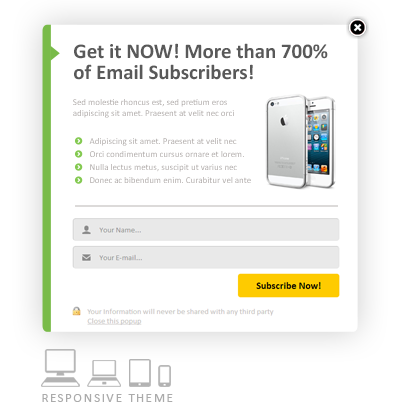 Get it NOW! More than 700%
of Email Subscribers!
Sed molestie rhoncus est, sed pretium eros
adipiscing sit amet. Praesent at velit nec orci
Adipiscing sit amet. Praesent at velit nec
Orci condimentum cursus ornare et lorem.
Nulla lectus metus, suscipit ut varius nec
Donec ac bibendum enim. Curabitur vel ante
Your Name...
Your E-mail...
Subscribe Now!
Your Information will never be shared with any third party
Close this popup
RESPONSIVE THEME